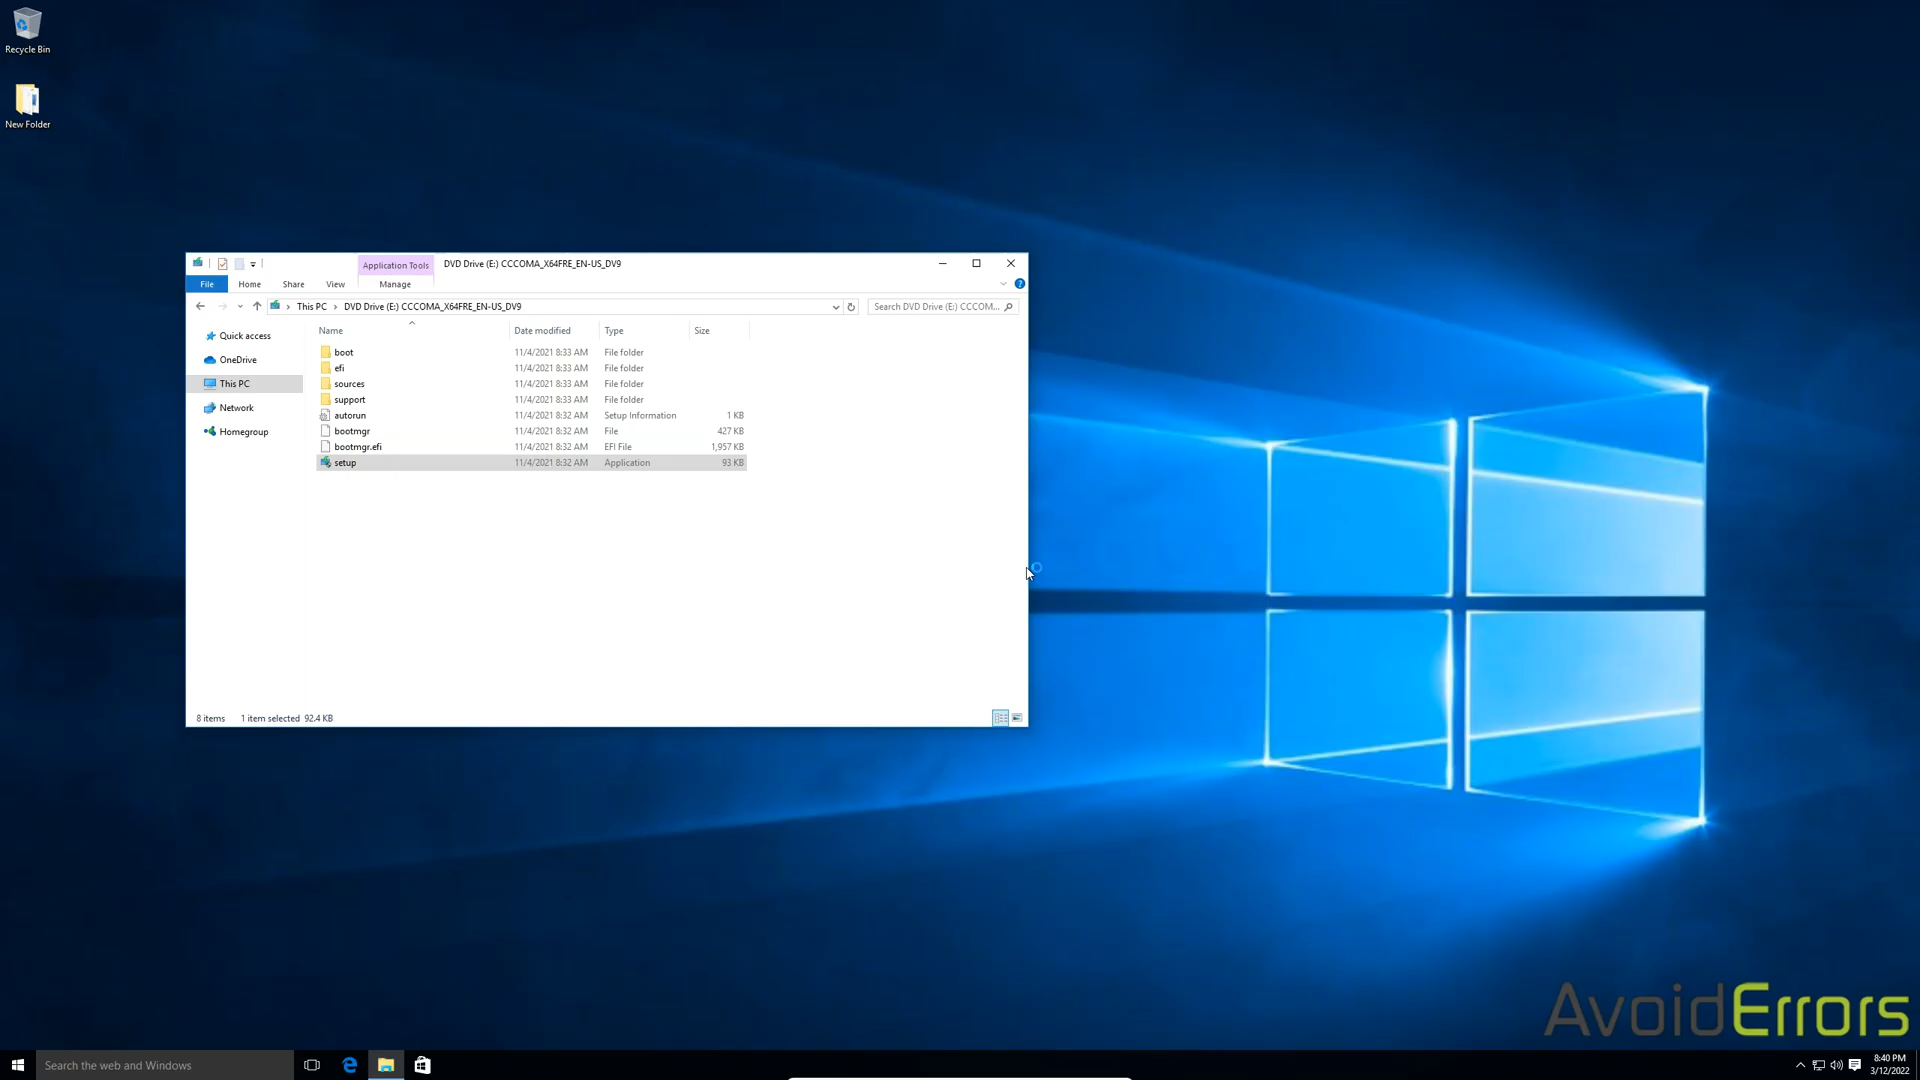 Recycle Bin
New Folder
Application Tools
DVD Drive (E:) CCCOMA_X64FRE_EN-US_DV9
File
Home
Share
View
Manage
This PC
DVD Drive (E:) CCCOMA_X64FRE_EN-US_DV9
Search DVD Drive (E:) CCCOM...
Quick access
OneDrive
This PC
Network
Homegroup
Name Date modified Type Size
boot 11/4/2021 8:33 AM File folder
efi 11/4/2021 8:33 AM File folder
sources 11/4/2021 8:33 AM File folder
support 11/4/2021 8:33 AM File folder
autorun 11/4/2021 8:32 AM Setup Information 1 KB
bootmgr 11/4/2021 8:32 AM File 427 KB
bootmgr.efi 11/4/2021 8:32 AM EFI File 1,957 KB
setup 11/4/2021 8:32 AM Application 93 KB
8 items 1 item selected 92.4 KB
AvoidErrors
Search the web and Windows
8:40 PM
3/12/2022